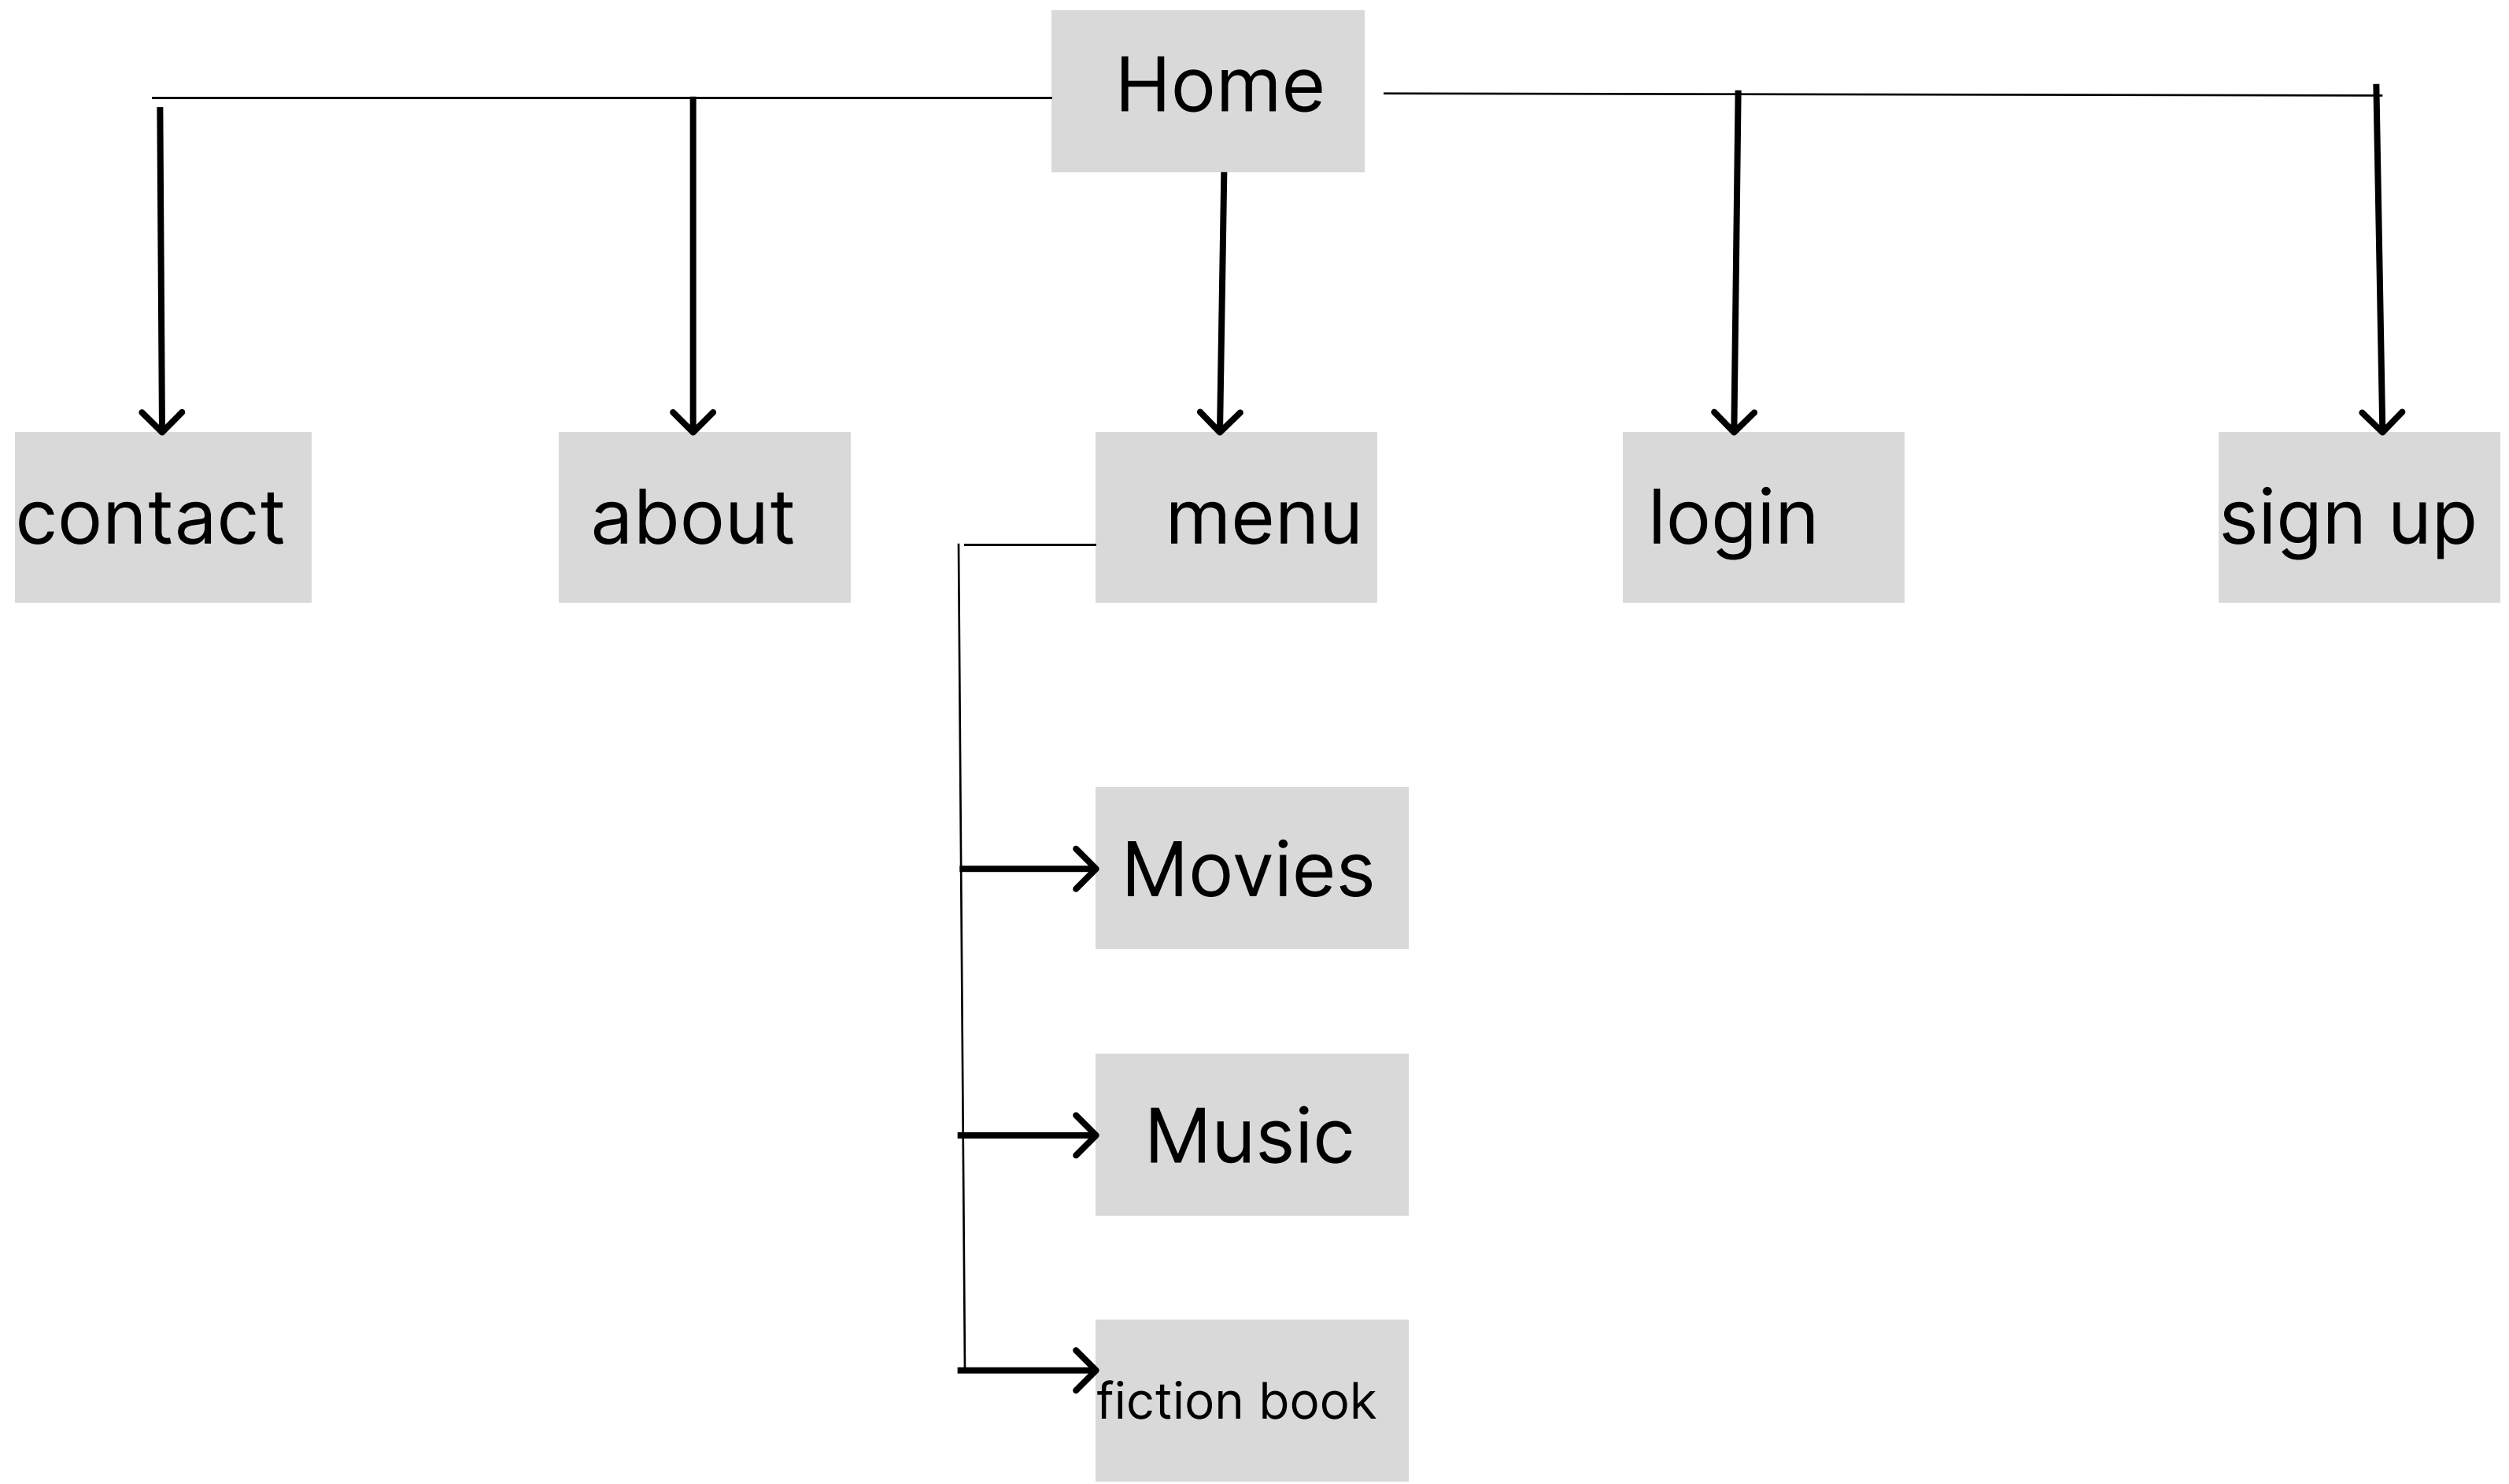 Home
contact
about
menu
login
sign up
Movies
Music
fiction book